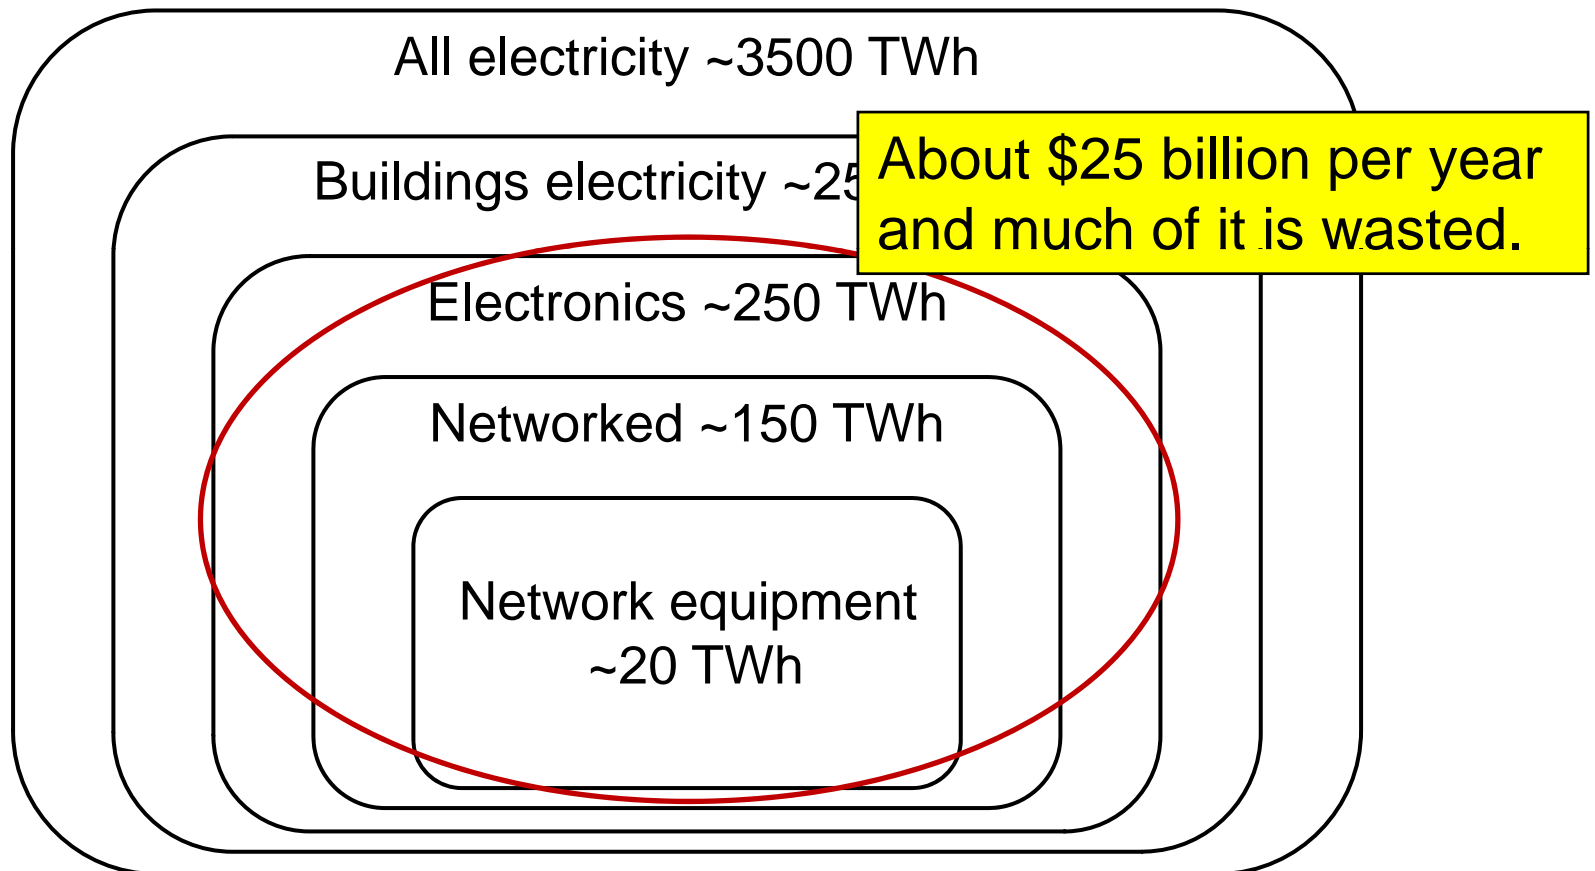 All electricity ~3500 TWh
About $25 billion per year
and much of it is wasted.
Buildings electricity
Electronics ~250 TWh
Networked ~150 TWh
Network equipment
~20 TWh